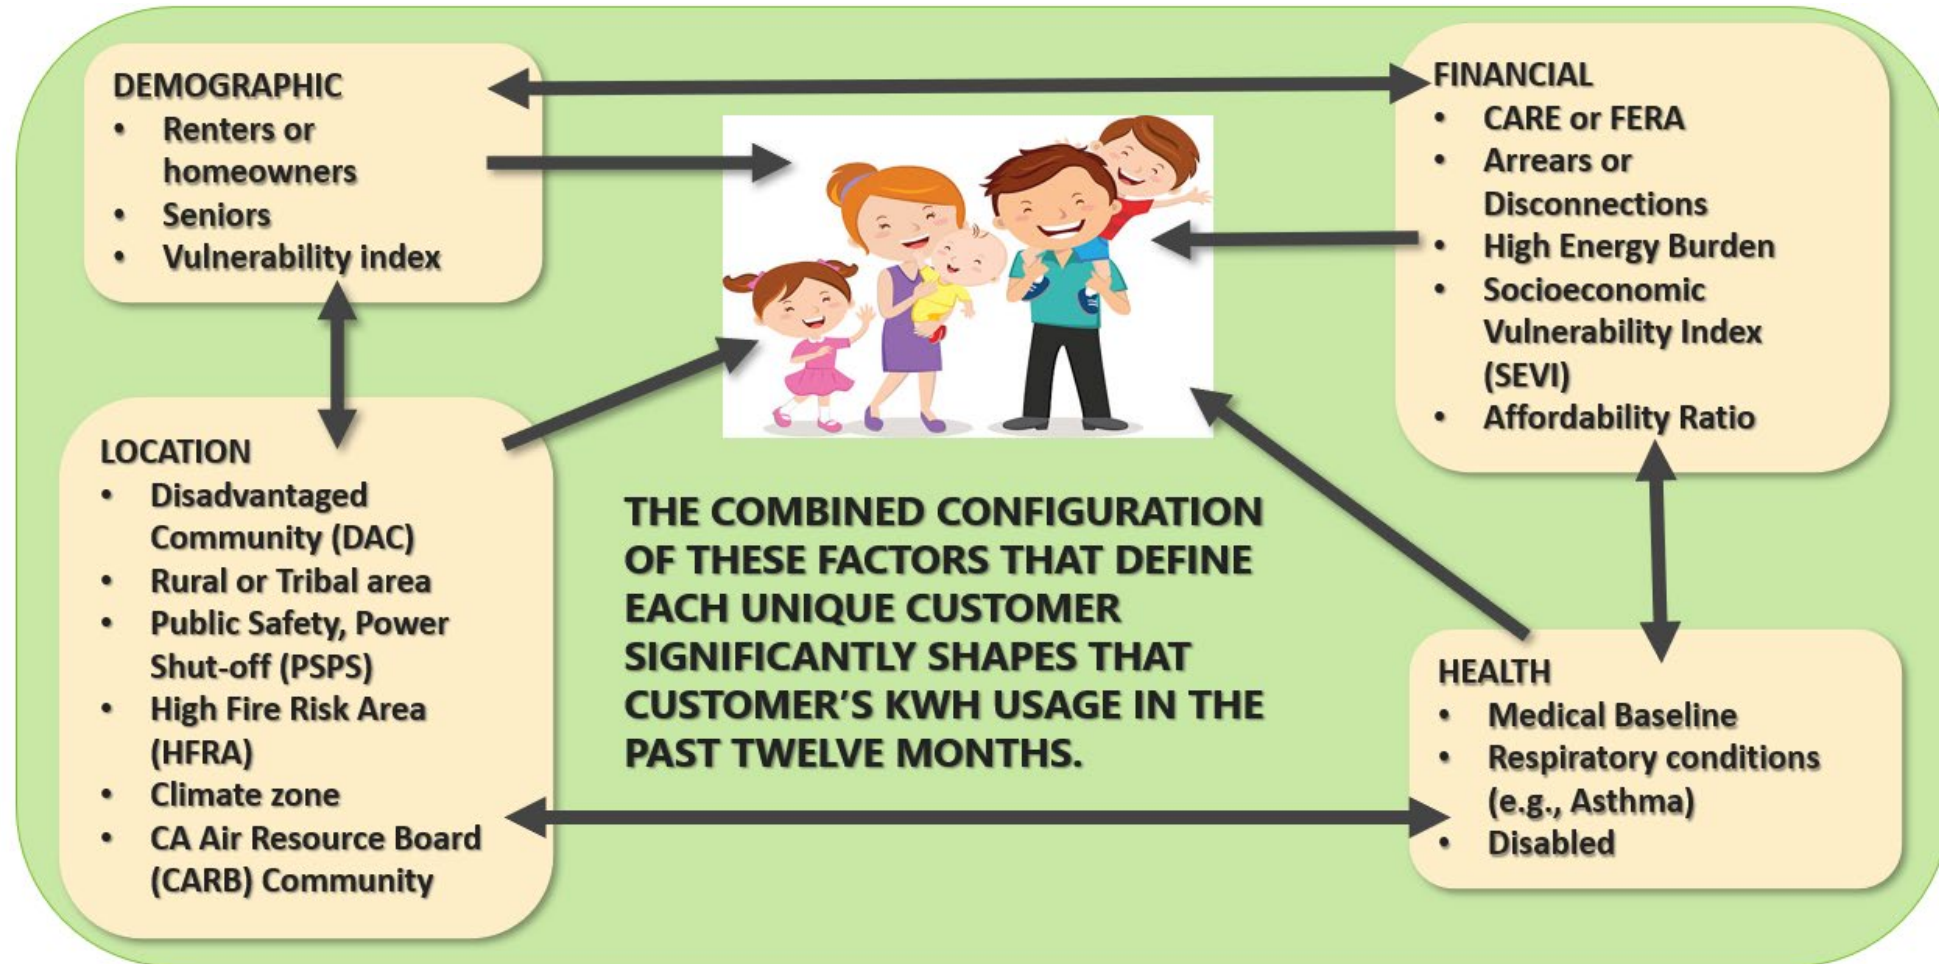 DEMOGRAPHIC
• Renters or
homeowners
• Seniors
• Vulnerability index
FINANCIAL
• CARE or FERA
• Arrears or
Disconnections
• High Energy Burden
• Socioeconomic
Vulnerability Index
(SEVI)
• Affordability Ratio
LOCATION
• Disadvantaged
Community (DAC)
• Rural or Tribal area
• Public Safety, Power
Shut-off (PSPS)
• High Fire Risk Area
(HFRA)
• Climate zone
• CA Air Resource Board
(CARB) Community
THE COMBINED CONFIGURATION
OF THESE FACTORS THAT DEFINE
EACH UNIQUE CUSTOMER
SIGNIFICANTLY SHAPES THAT
CUSTOMER’S KWH USAGE IN THE
PAST TWELVE MONTHS.
HEALTH
• Medical Baseline
• Respiratory conditions
(e.g., Asthma)
• Disabled